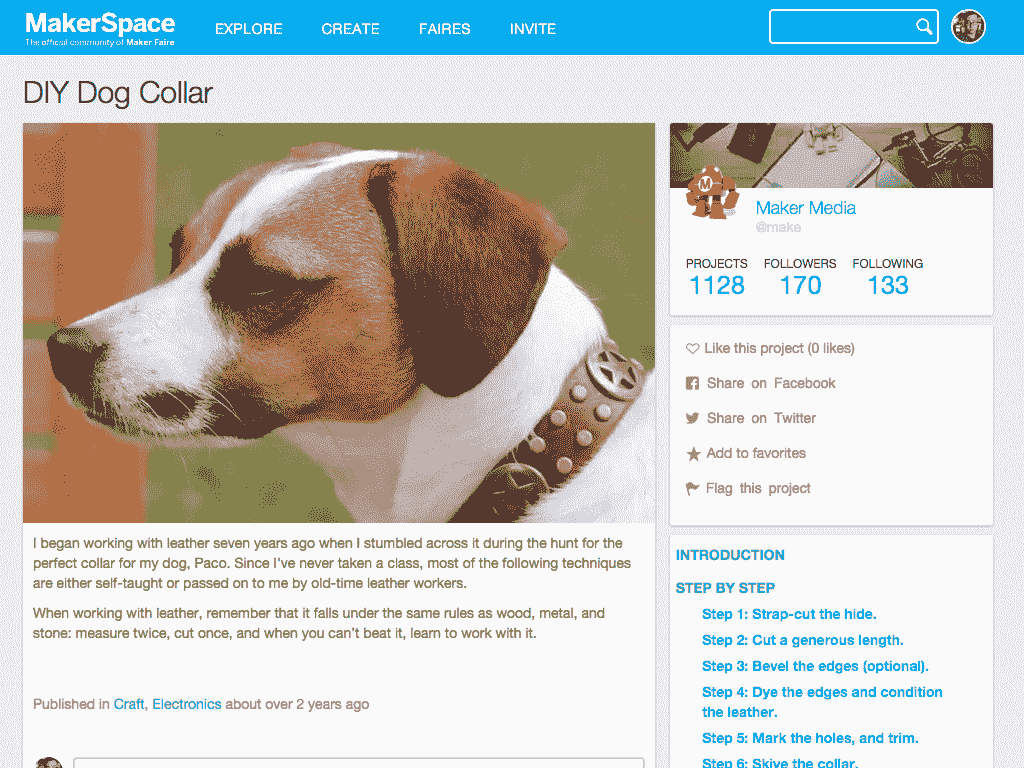 MakerSpace
The official community of Maker Faire
EXPLORE
CREATE
FAIRES
INVITE
DIY Dog Collar
M
Maker Media
@make
PROJECTS FOLLOWERS FOLLOWING
1128 170 133
Like this project (0 likes)
Share on Facebook
Share on Twitter
Add to favorites
Flag this project
I began working with leather seven years ago when I stumbled across it during the hunt for the
perfect collar for my dog, Paco. Since I've never taken a class, most of the following techniques
are either self-taught or passed on to me by old-time leather workers.
When working with leather, remember that it falls under the same rules as wood, metal, and
stone: measure twice, cut once, and when you can't beat it, learn to work with it.
Published in Craft, Electronics about over 2 years ago
INTRODUCTION
STEP BY STEP
Step 1: Strap-cut the hide.
Step 2: Cut a generous length.
Step 3: Bevel the edges (optional).
Step 4: Dye the edges and condition
the leather.
Step 5: Mark the holes, and trim.
Step 6: Skive the collar.